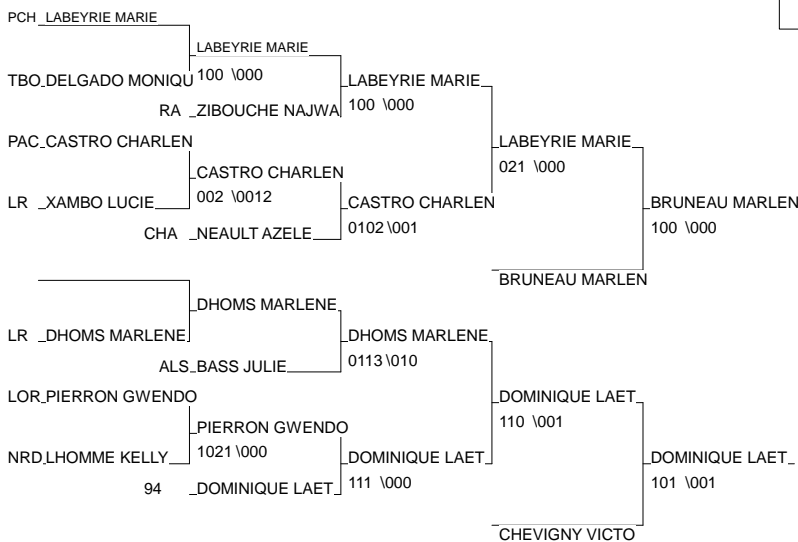 PCH LABEYRIE MARIE
LABEYRIE MARIE
TBO DELGADO MONIQU 100 \000 LABEYRIE MARIE
RA ZIBOUCHE NAJWA 100 \000
PAC CASTRO CHARLEN LABEYRIE MARIE
CASTRO CHARLEN 021 \000
LR XAMBO LUCIE 002 \0012 CASTRO CHARLEN BRUNEAU MARLEN
CHA NEAULT AZELE 0102 \001 100 \000
BRUNEAU MARLEN
DHOMS MARLENE
LR DHOMS MARLENE DHOMS MARLENE
ALS BASS JULIE 0113 \010
LOR PIERRON GWENDO DOMINIQUE LAET
PIERRON GWENDO 110 \001
NRD LHOMME KELLY 1021 \000 DOMINIQUE LAET DOMINIQUE LAET
94 DOMINIQUE LAET 111 \000 101 \001
CHEVIGNY VICTO